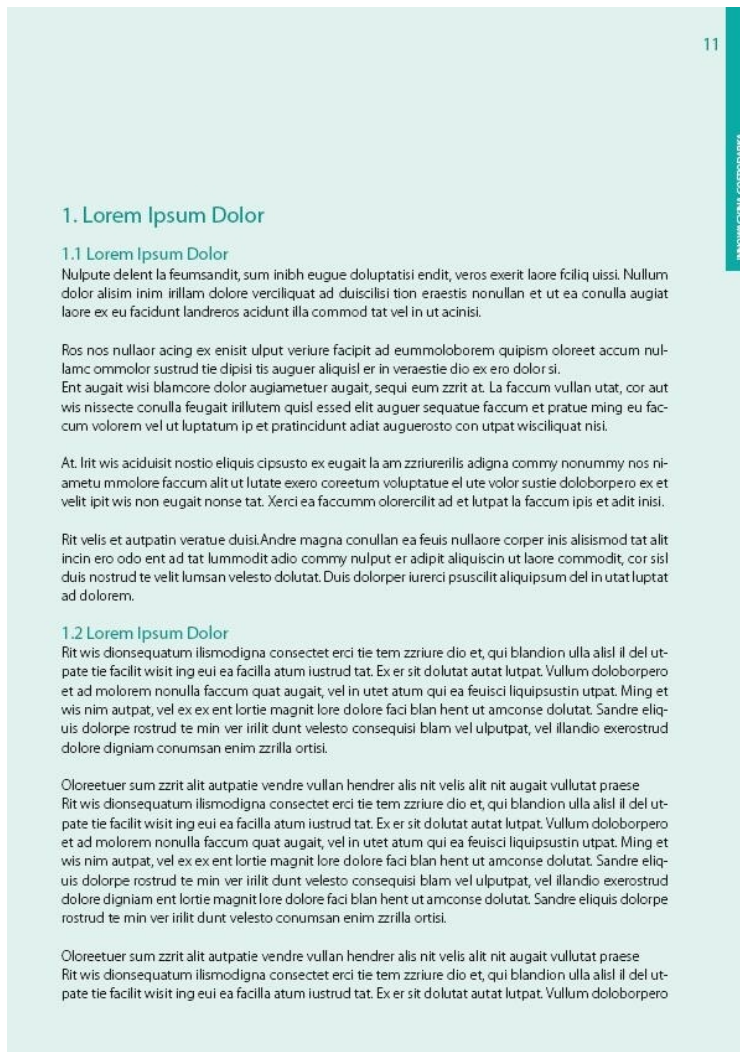 11
1. Lorem Ipsum Dolor
1.1 Lorem Ipsum Dolor
Nulpute delent la feumsandit, sum inibh eugue doluptatisi endit, veros exerit laore fciliq uissi. Nullum
dolor alisim inim irillam dolore verciliquat ad duiscilisi tion eraestis nonullan et ut ea conulla augiat
laore ex eu facidunt landreros acidunt illa commod tat vel in ut acinisi.
Ros nos nullaor acing ex enisit ulput veriure facipit ad eummoloborem quipism oloreet accum nul-
lamc ommolor sustrud tie dipisi tis auguer aliquisl er in veraestie dio ex ero dolor si.
Ent augait wisi blamcore dolor augiametuer augait, sequi eum zzrit at. La faccum vullan utat, cor aut
wis nissecte conulla feugait irillutem quisl essed elit auguer sequatue faccum et pratue ming eu fac-
cum volorem vel ut luptatum ip et pratincidunt adiat auguerosto con utpat wisciliquat nisi.
At. Irit wis aciduisit nostio eliquis cipsusto ex eugait la am zzriurerilis adigna commy nonummy nos ni-
ametu mmolore faccum alit ut lutate exero coreetum voluptatue el ute volor sustie doloborpero ex et
velit ipit wis non eugait nonse tat. Xerci ea faccumm olorercilit ad et lutpat la faccum ipis et adit inisi.
Rit velis et autpatin veratue duisi.Andre magna conullan ea feuis nullaore corper inis alisismod tat alit
incin ero odo ent ad tat lummodit adio commy nulput er adipit aliquiscin ut laore commodit, cor sisl
duis nostrud te velit lumsan velesto dolutat. Duis dolorper iurerci psuscilit aliquipsum del in utat luptat
ad dolorem.
1.2 Lorem Ipsum Dolor
Rit wis dionsequatum ilismodigna consectet erci tie tem zzriure dio et, qui blandion ulla alisl il del ut-
pate tie facilit wisit ing eui ea facilla atum iustrud tat. Ex er sit dolutat autat lutpat. Vullum doloborpero
et ad molorem nonulla faccum quat augait, vel in utet atum qui ea feuisci liquipsustin utpat. Ming et
wis nim autpat, vel ex ex ent lortie magnit lore dolore faci blan hent ut amconse dolutat. Sandre eliq-
uis dolorpe rostrud te min ver irilit dunt velesto consequisi blam vel ulputpat, vel illandio exerostrud
dolore digniam conumsan enim zzrilla ortisi.
Oloreetuer sum zzrit alit autpatie vendre vullan hendrer alis nit velis alit nit augait vullutat praese
Rit wis dionsequatum ilismodigna consectet erci tie tem zzriure dio et, qui blandion ulla alisl il del ut-
pate tie facilit wisit ing eui ea facilla atum iustrud tat. Ex er sit dolutat autat lutpat. Vullum doloborpero
et ad molorem nonulla faccum quat augait, vel in utet atum qui ea feuisci liquipsustin utpat. Ming et
wis nim autpat, vel ex ex ent lortie magnit lore dolore faci blan hent ut amconse dolutat. Sandre eliq-
uis dolorpe rostrud te min ver irilit dunt velesto consequisi blam vel ulputpat, vel illandio exerostrud
dolore digniam ent lortie magnit lore dolore faci blan hent ut amconse dolutat. Sandre eliquis dolorpe
rostrud te min ver irilit dunt velesto conumsan enim zzrilla ortisi.
Oloreetuer sum zzrit alit autpatie vendre vullan hendrer alis nit velis alit nit augait vullutat praese
Rit wis dionsequatum ilismodigna consectet erci tie tem zzriure dio et, qui blandion ulla alisl il del ut-
pate tie facilit wisit ing eui ea facilla atum iustrud tat. Ex er sit dolutat autat lutpat. Vullum doloborpero